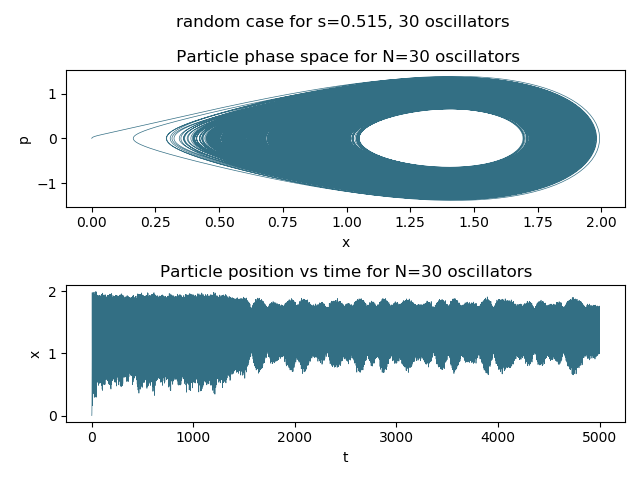 random case for s=0.515, 30 oscillators
Particle phase space for N=30 oscillators
1
0
−1
p
0.00 0.25 0.50 0.75 1.00 1.25 1.50 1.75 2.00
x
Particle position vs time for N=30 oscillators
2
1
0
x
0 1000 2000 3000 4000 5000
t